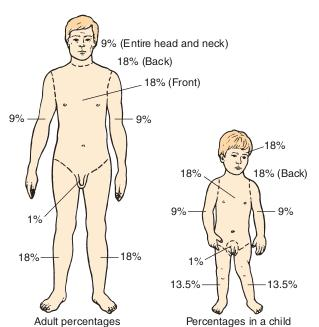 9% (Entire head and neck)
18% (Back)
18% (Front)
9%
9%
1%
18%
18%
Adult percentages
18%
18%
18% (Back)
9%
9%
1%
13.5%
13.5%
Percentages in a child